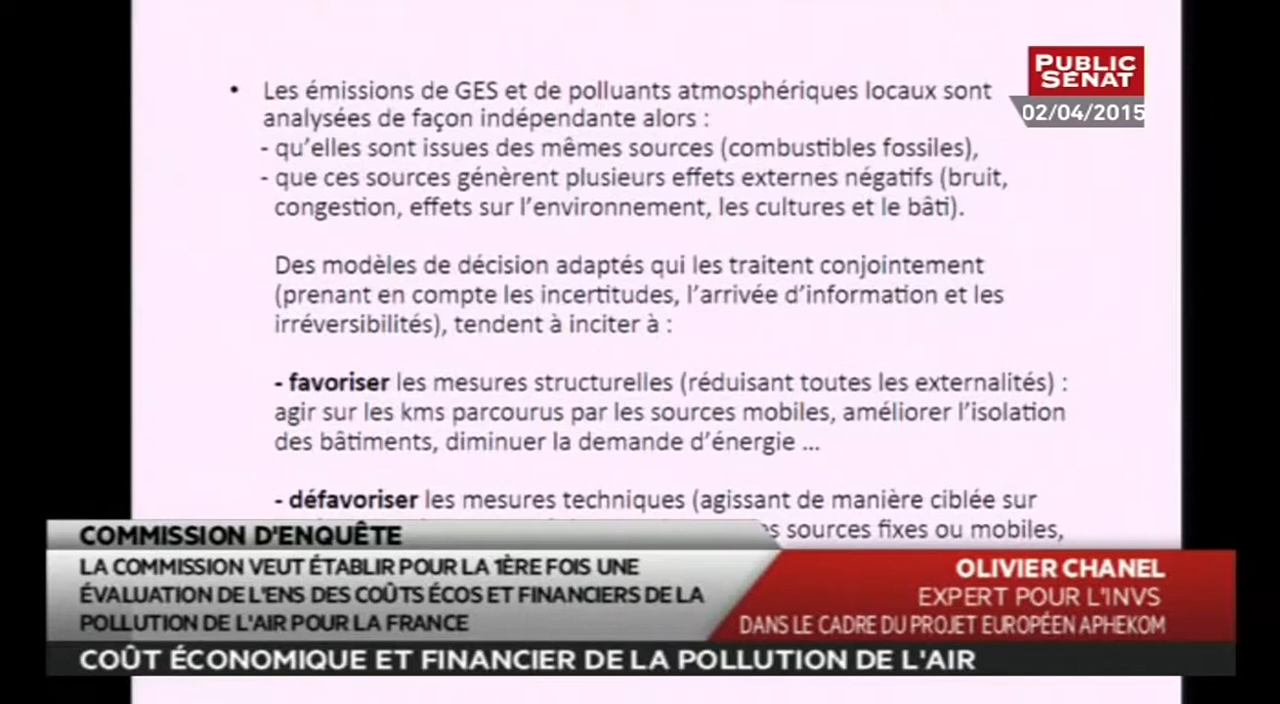 PUBLIC
SÉNAT
02/04/2015
• Les émissions de GES et de polluants atmosphériques locaux sont
analysées de façon indépendante alors :
- qu'elles sont issues des mêmes sources (combustibles fossiles),
- que ces sources génèrent plusieurs effets externes négatifs (bruit,
congestion, effets sur l'environnement, les cultures et le bâti).
Des modèles de décision adaptés qui les traitent conjointement
(prenant en compte les incertitudes, l'arrivée d'information et les
irréversibilités), tendent à inciter à :
- favoriser les mesures structurelles (réduisant toutes les externalités) :
agir sur les kms parcourus par les sources mobiles, améliorer l'isolation
des bâtiments, diminuer la demande d'énergie ...
- défavoriser les mesures techniques (agissant de manière ciblée sur
sources fixes ou mobiles,
COMMISSION D'ENQUÊTE
LA COMMISSION VEUT ÉTABLIR POUR LA 1ÈRE FOIS UNE
ÉVALUATION DE L'ENS DES COÛTS ÉCOS ET FINANCIERS DE LA
POLLUTION DE L'AIR POUR LA FRANCE
OLIVIER CHANEL
EXPERT POUR L'INVS
DANS LE CADRE DU PROJET EUROPÉEN APHEKOM
COÛT ÉCONOMIQUE ET FINANCIER DE LA POLLUTION DE L'AIR